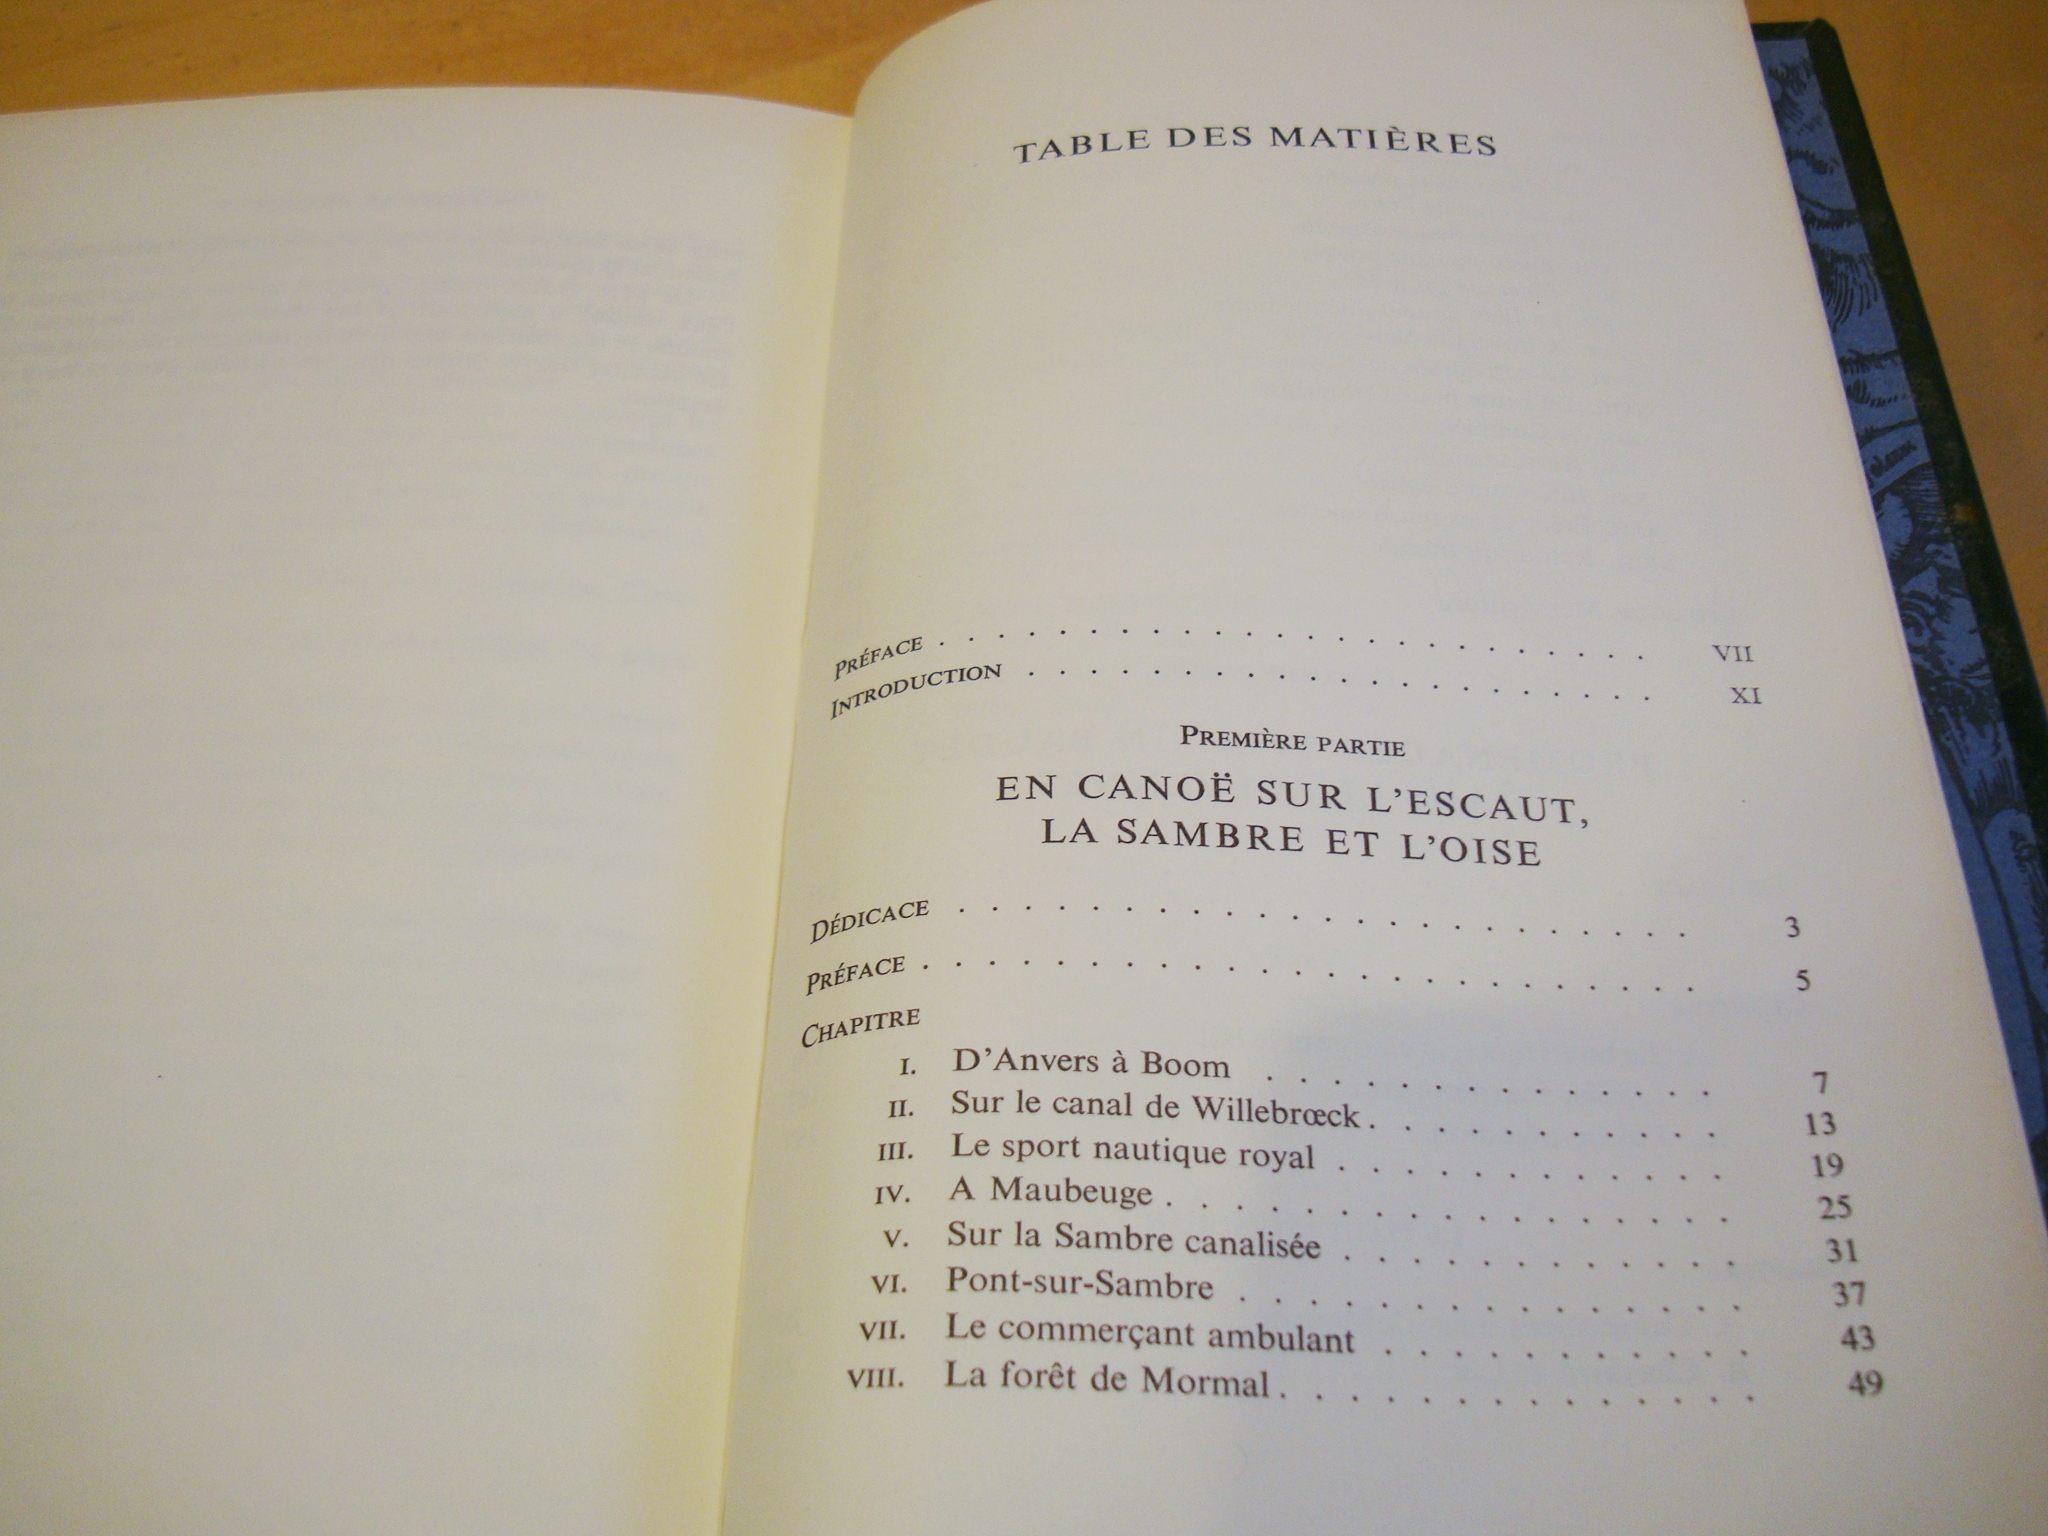 TABLE DES MATIÈRES
PRÉFACE . . . . . . . . . . . . . . . . . . . . . . . . VII
INTRODUCTION . . . . . . . . . . . . . . . . . . . . . XI
PREMIÈRE PARTIE
EN CANOË SUR L'ESCAUT,
LA SAMBRE ET L'OISE
DÉDICACE . . . . . . . . . . . . . . . . . . . . . . 3
PRÉFACE . . . . . . . . . . . . . . . . . . . . . . . 5
CHAPITRE
I. D'Anvers à Boom . . . . . . . . . . . . . 7
II. Sur le canal de Willebrœck . . . . . . . . . . . 13
III. Le sport nautique royal . . . . . . . . . . . . 19
IV. A Maubeuge . . . . . . . . . . . . . . . . . 25
V. Sur la Sambre canalisée . . . . . . . . . . . . 31
VI. Pont-sur-Sambre . . . . . . . . . . . . . . . 37
VII. Le commerçant ambulant . . . . . . . . . . . 43
VIII. La forêt de Mormal . . . . . . . . . . . . . . 49